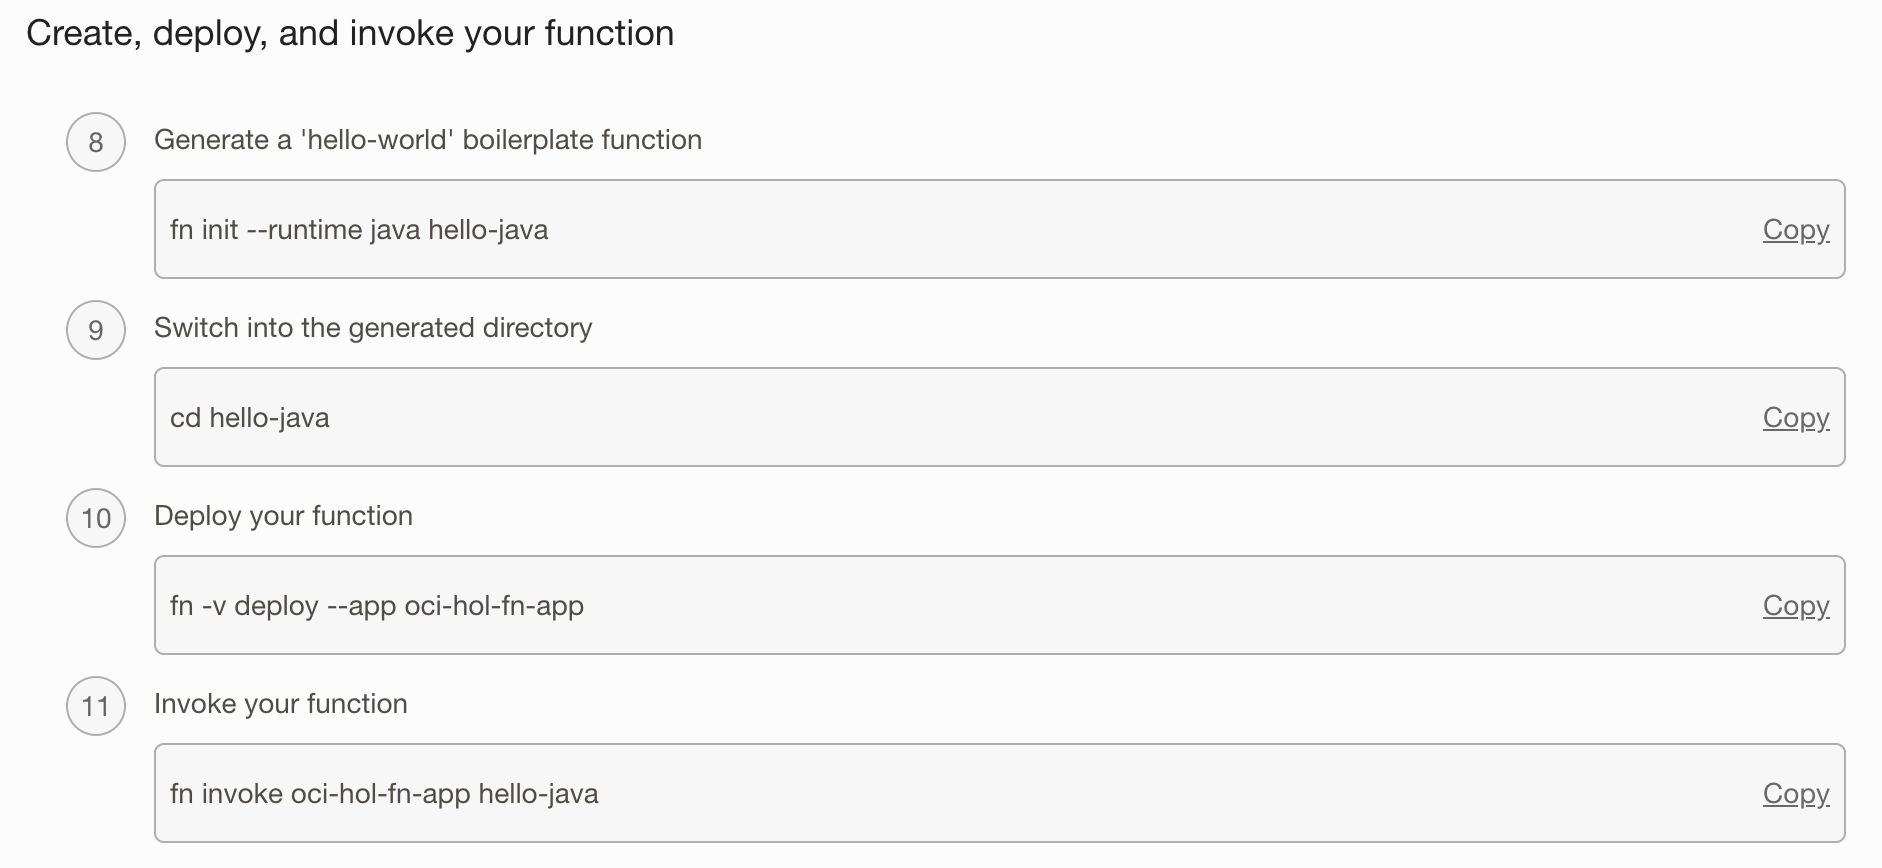 Create, deploy, and invoke your function
8 Generate a 'hello-world' boilerplate function
fn init --runtime java hello-java Copy
9 Switch into the generated directory
cd hello-java Copy
10 Deploy your function
fn -v deploy --app oci-hol-fn-app Copy
11 Invoke your function
fn invoke oci-hol-fn-app hello-java Copy